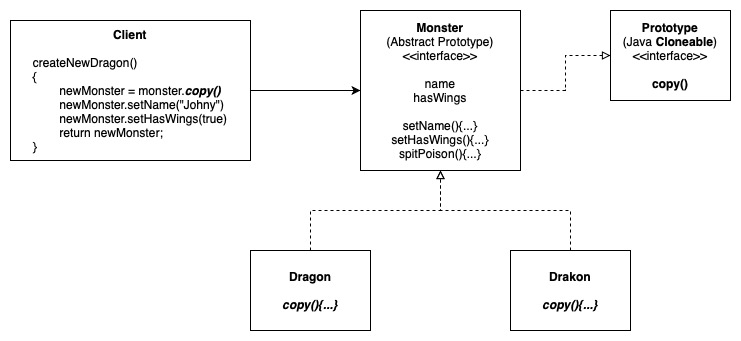 Client
createNewDragon()
{
newMonster = monster.copy()
newMonster.setName("Johny")
newMonster.setHasWings(true)
return newMonster;
}
Monster
(Abstract Prototype)
<<interface>>
name
hasWings
setName(){...}
setHasWings(){...}
spitPoison(){...}
Prototype
(Java Cloneable)
<<interface>>
copy()
Dragon
copy(){...}
Drakon
copy(){...}